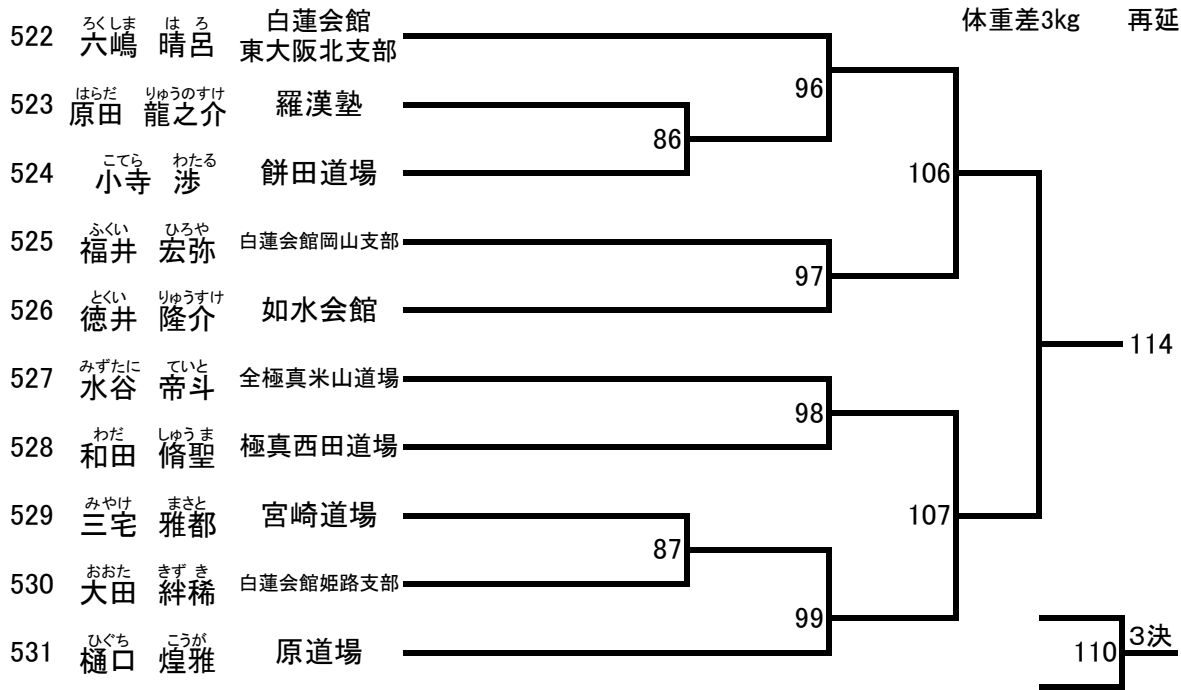 体重差3kg 再延
ろくしま は ろ
522 六嶋 晴呂 白蓮会館
東大阪北支部
96
はらだ りゅうのすけ
523 原田 龍之介 羅漢塾
86
こてら わたる
524 小寺 渉 餅田道場
106
ふくい ひろや
525 福井 宏弥 白蓮会館岡山支部
97
とくい りゅうすけ
526 徳井 隆介 如水会館
114
みずたに ていと
527 水谷 帝斗 全極真米山道場
98
わだ しゅうま
528 和田 脩聖 極真西田道場
みやけ まさと
529 三宅 雅都 宮崎道場
107
87
おおた きずき
530 大田 絆稀 白蓮会館姫路支部
99
ひぐち こうが
531 樋口 煌雅 原道場
110 3決